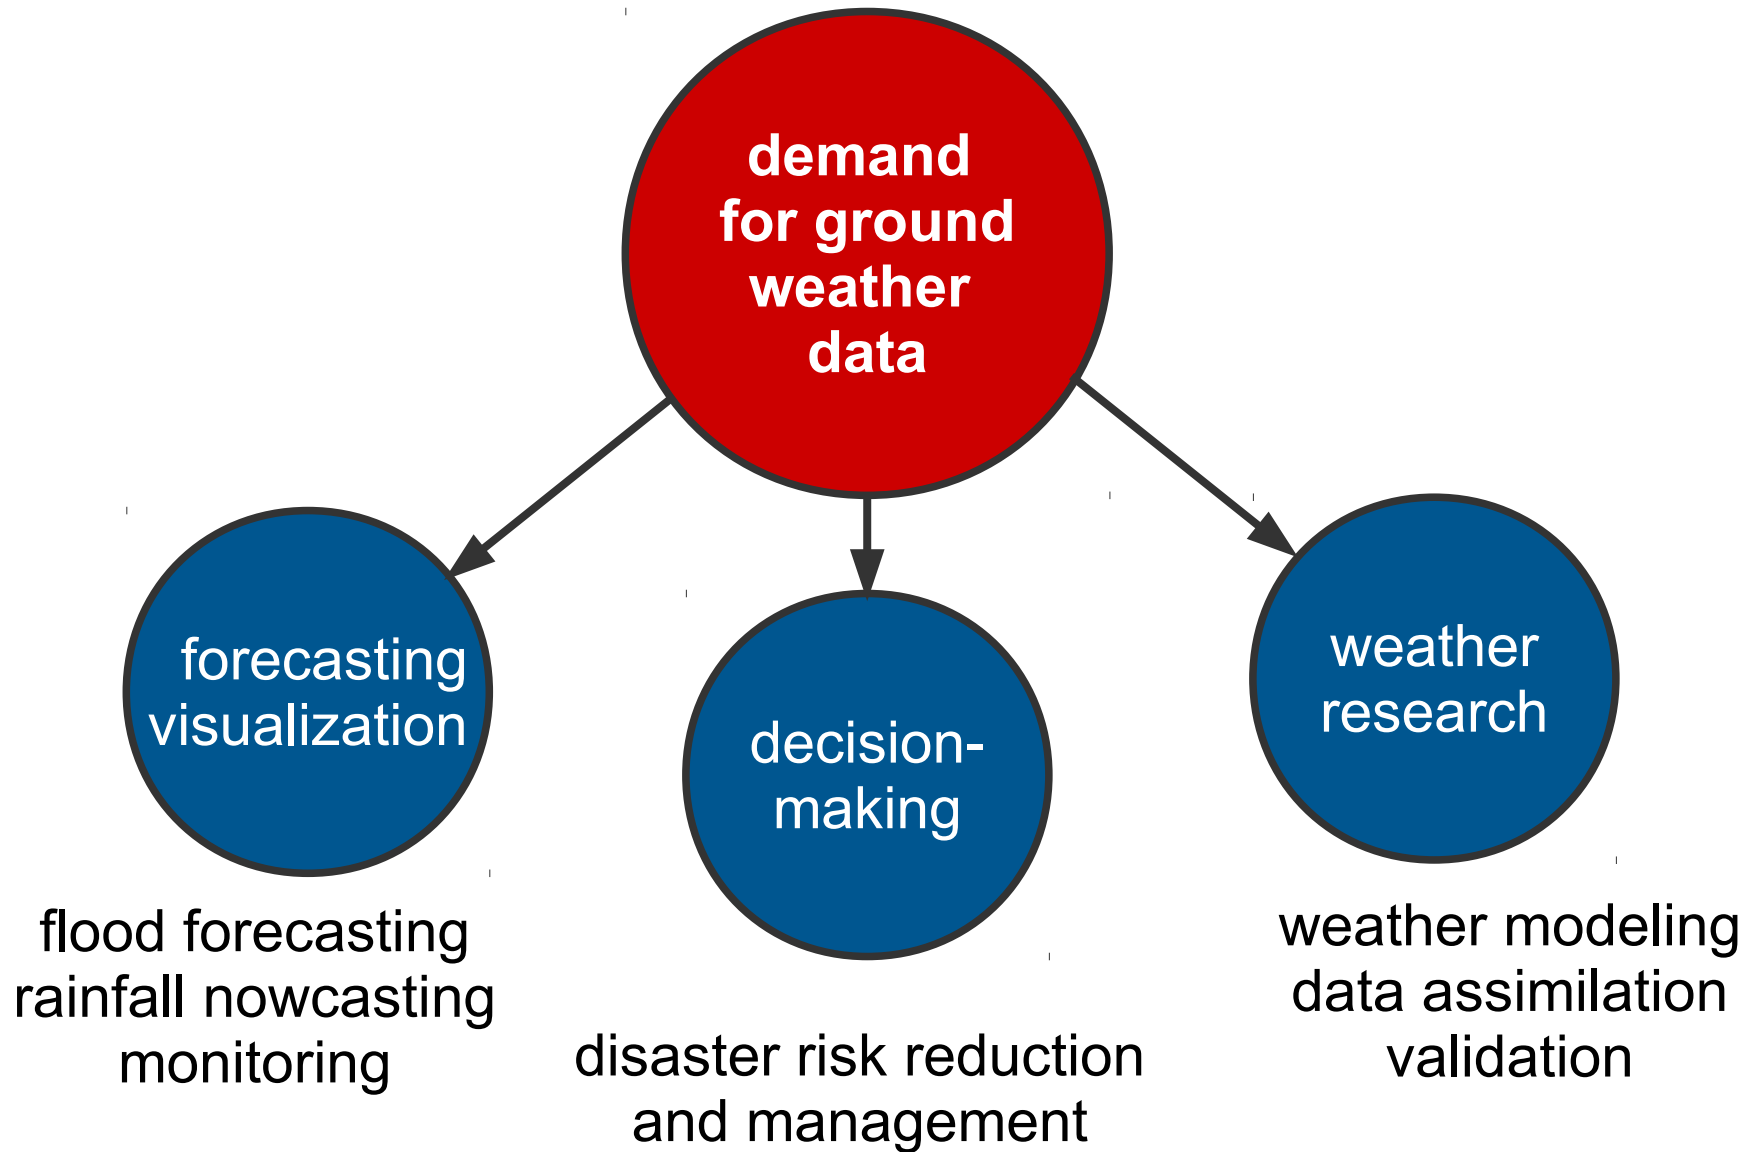 demand
for ground
weather
data
forecasting
visualization
decision-
making
weather
research
flood forecasting
rainfall nowcasting
monitoring
disaster risk reduction
and management
weather modeling
data assimilation
validation